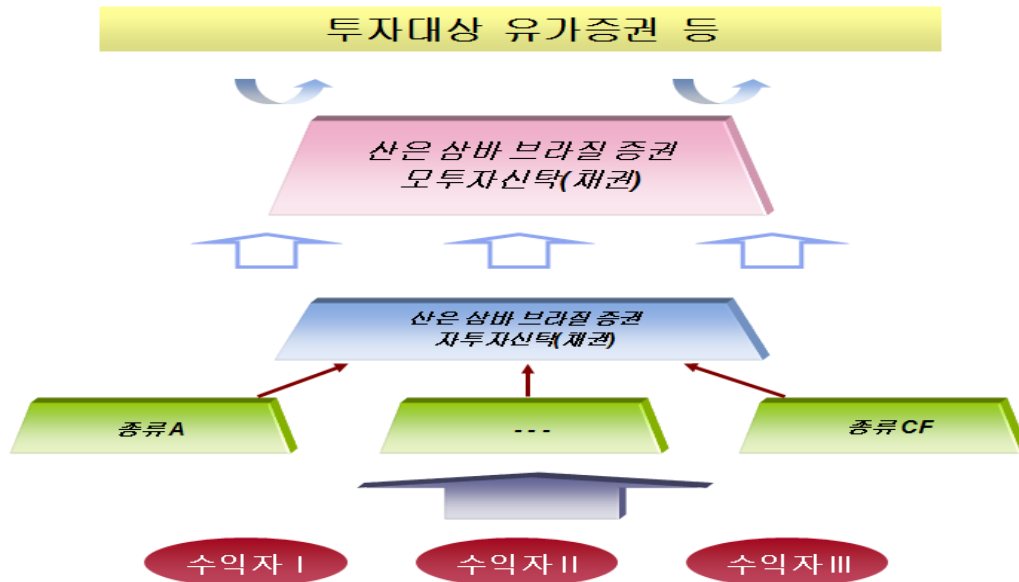 투자대상 유가증권 등
산은 삼바 브라질 증권
모투자신탁(채권)
산은 삼바 브라질 증권
자투자신탁(채권)
종류A
- - -
종류CF
수익자 I
수익자 II
수익자 III